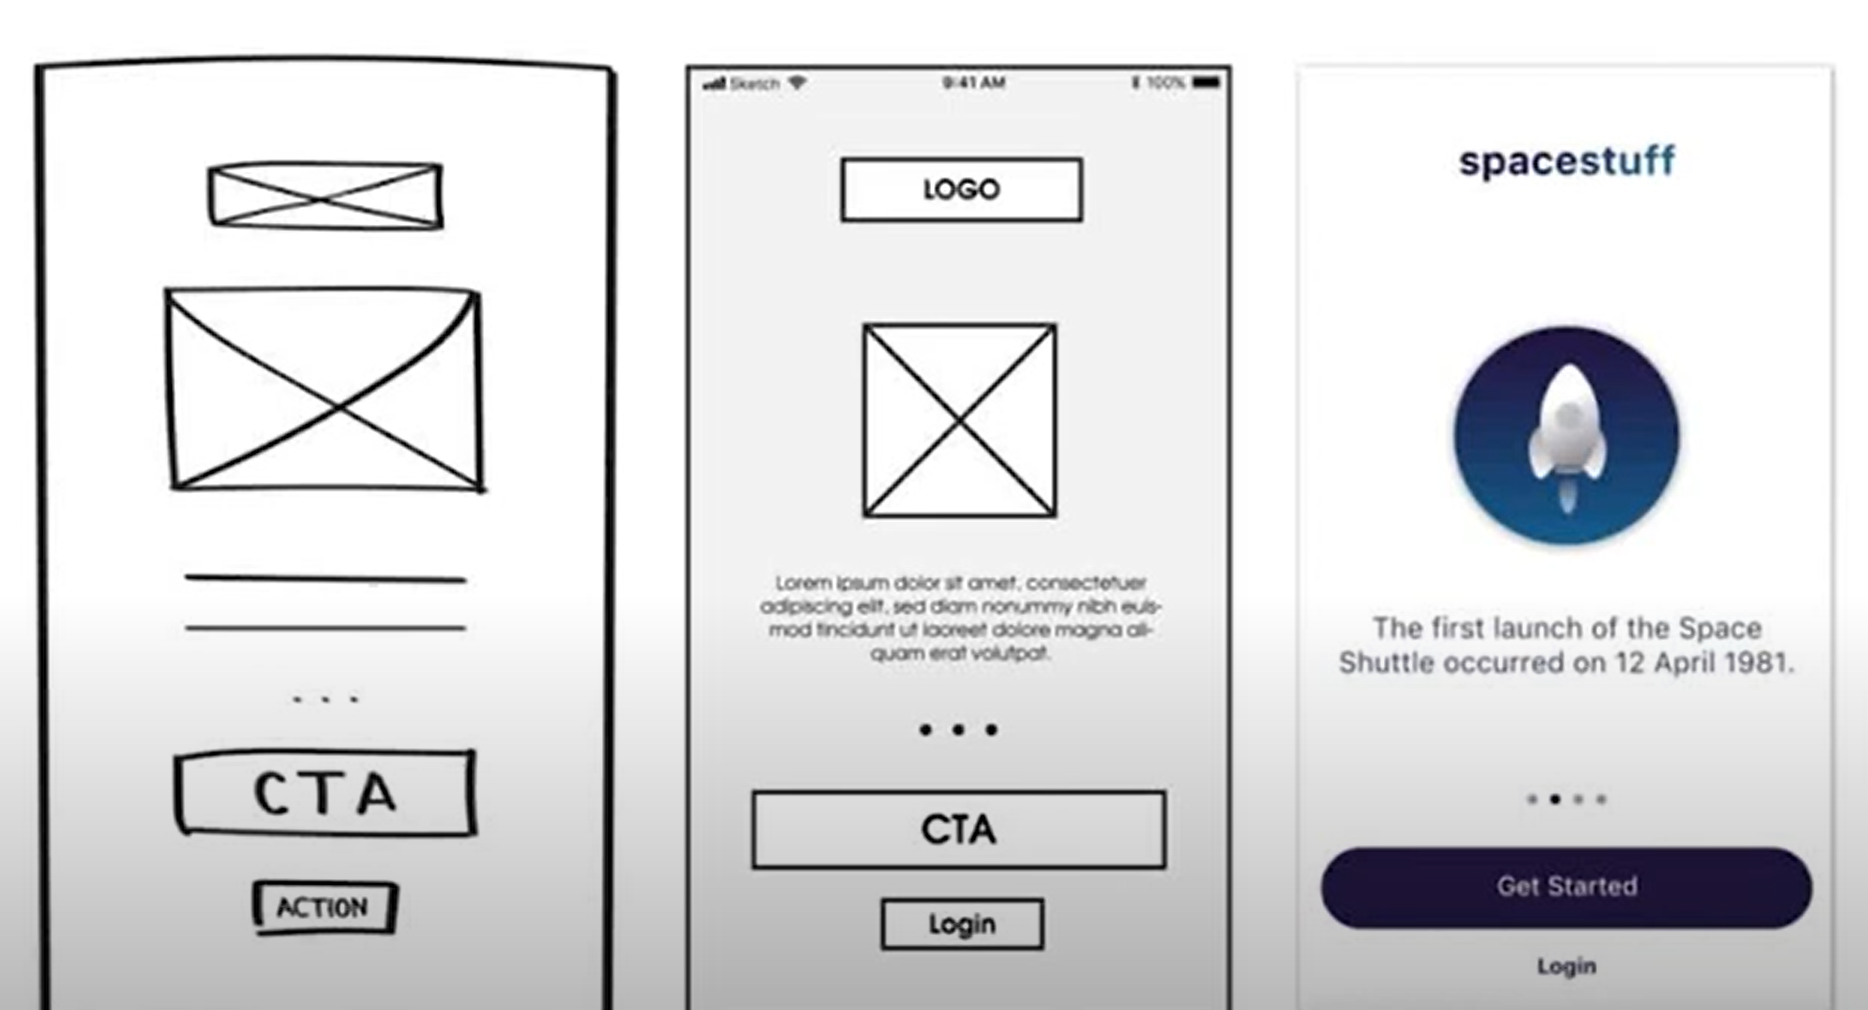 CTA
ACTION
Sketch 9:41 AM 100%
LOGO
Lorem ipsum dolor sit amet, consectetuer
adipiscing elit, sed diam nonummy nibh euis-
mod tincidunt ut laoreet dolore magna ali-
quam erat volutpat.
CTA
Login
spacestuff
The first launch of the Space
Shuttle occurred on 12 April 1981.
Get Started
Login